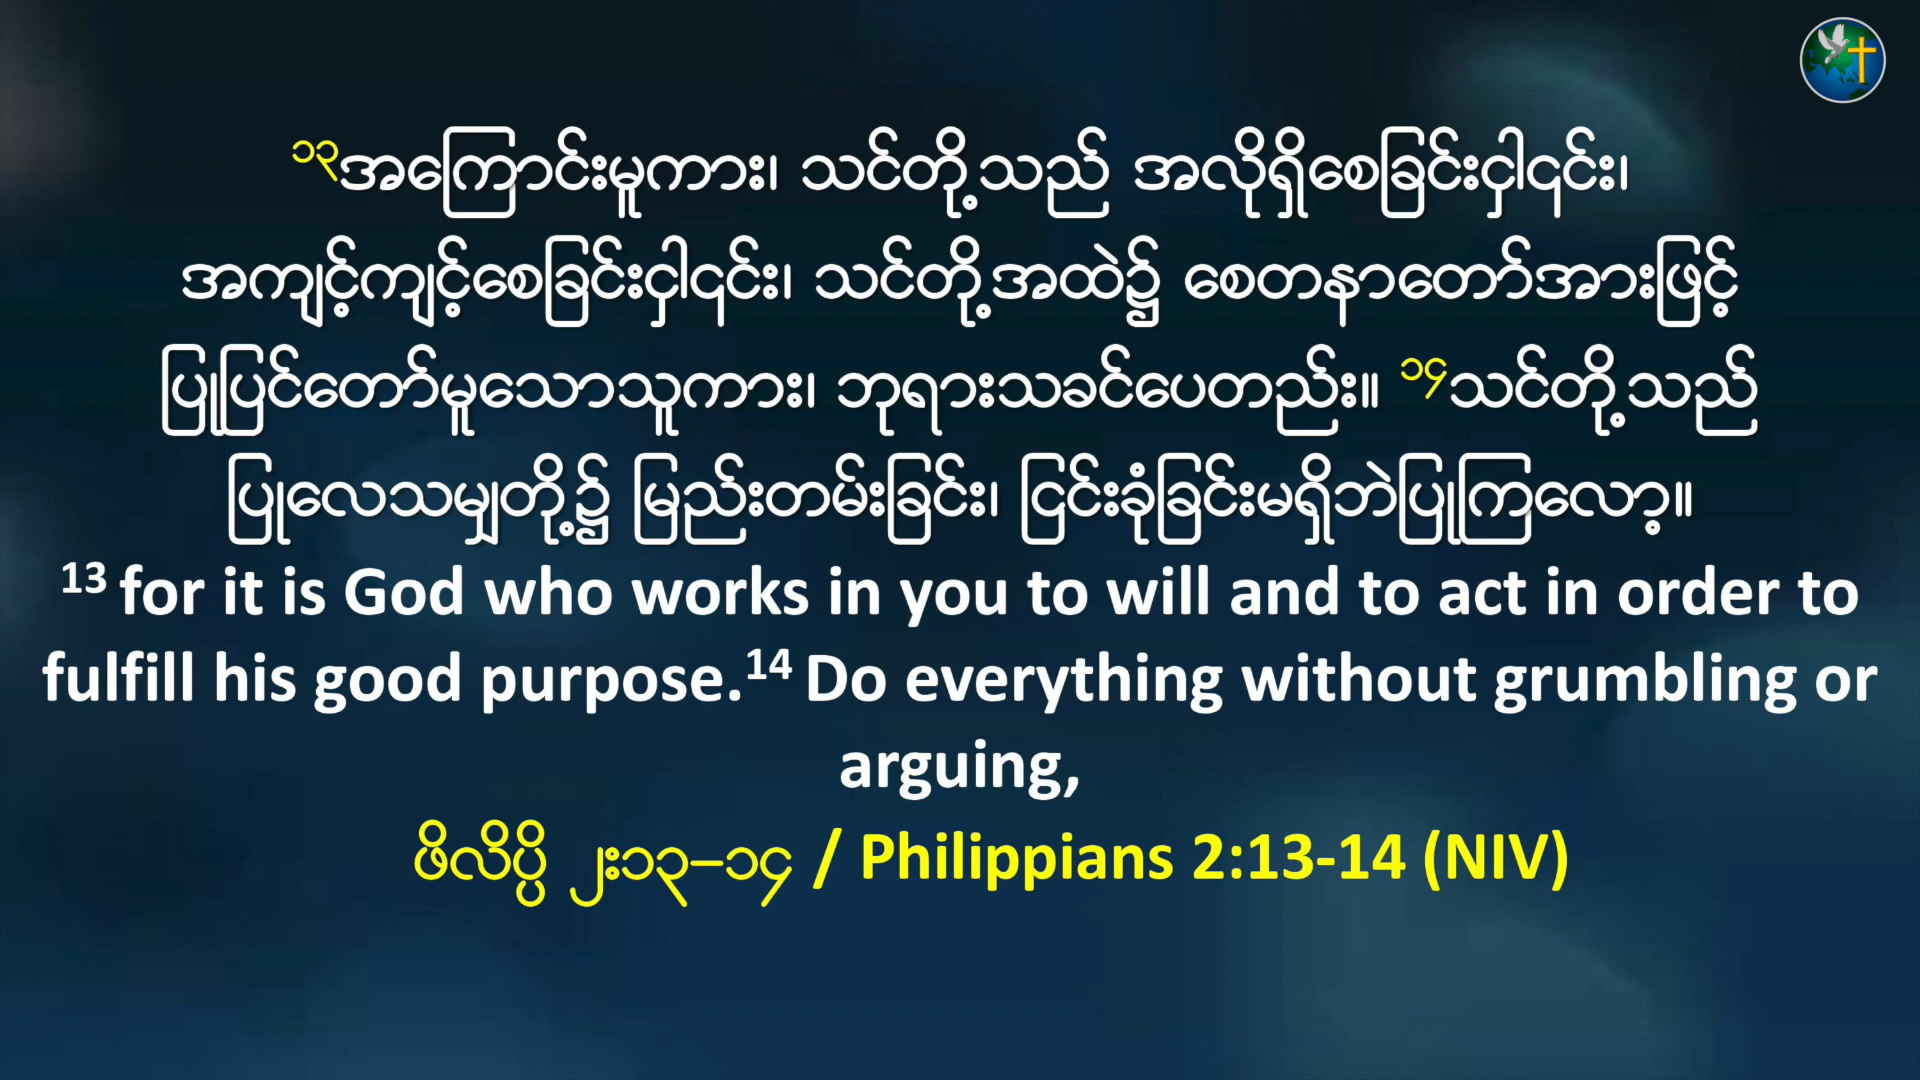 ၁၃အကြောင်းမူကား၊ သင်တို့သည် အလိုရှိစေခြင်းငှါ၎င်း၊
အကျင့်ကျင့်စေခြင်းငှါ၎င်း၊ သင်တို့အထဲ၌ စေတနာတော်အားဖြင့်
ပြုပြင်တော်မူသောသူကား၊ ဘုရားသခင်ပေတည်း။ ၁၄သင်တို့သည်
ပြုလေသမျှတို့၌ မြည်းတမ်းခြင်း၊ ငြင်းခုံခြင်းမရှိဘဲပြုကြလော့။
13 for it is God who works in you to will and to act in order to
fulfill his good purpose.14 Do everything without grumbling or
arguing,
ဖိလိပ္ပိ ၂း၁၃–၁၄ / Philippians 2:13-14 (NIV)